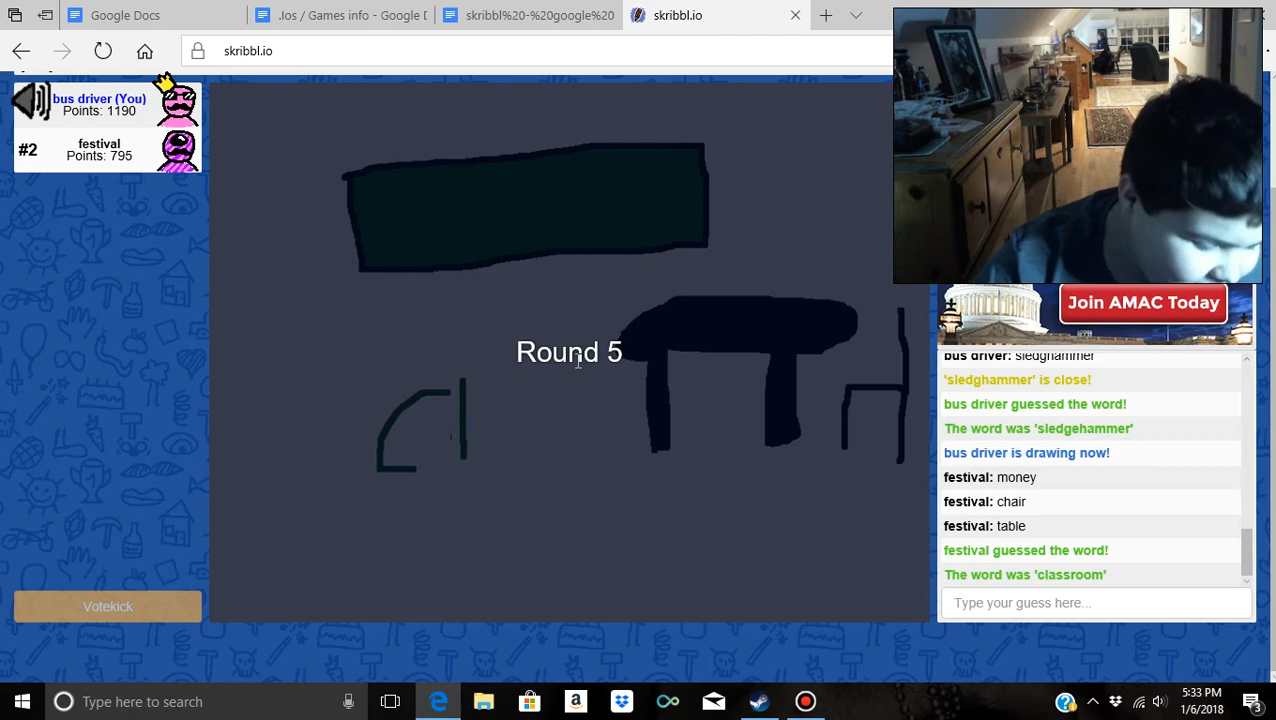 Google Docs
.Ios / Games info - Google D
skribbl%20-%20google%20
skribbl.io
skribbl.io
bus driver (You)
Points: 1190
#2
festival
Points: 795
Round 5
Votekick
Join AMAC Today
bus driver: sledghammer
'sledghammer' is close!
bus driver guessed the word!
The word was 'sledgehammer'
bus driver is drawing now!
festival: money
festival: chair
festival: table
festival guessed the word!
The word was 'classroom'
Type your guess here...
Type here to search
a
5:33 PM
1/6/2018
3